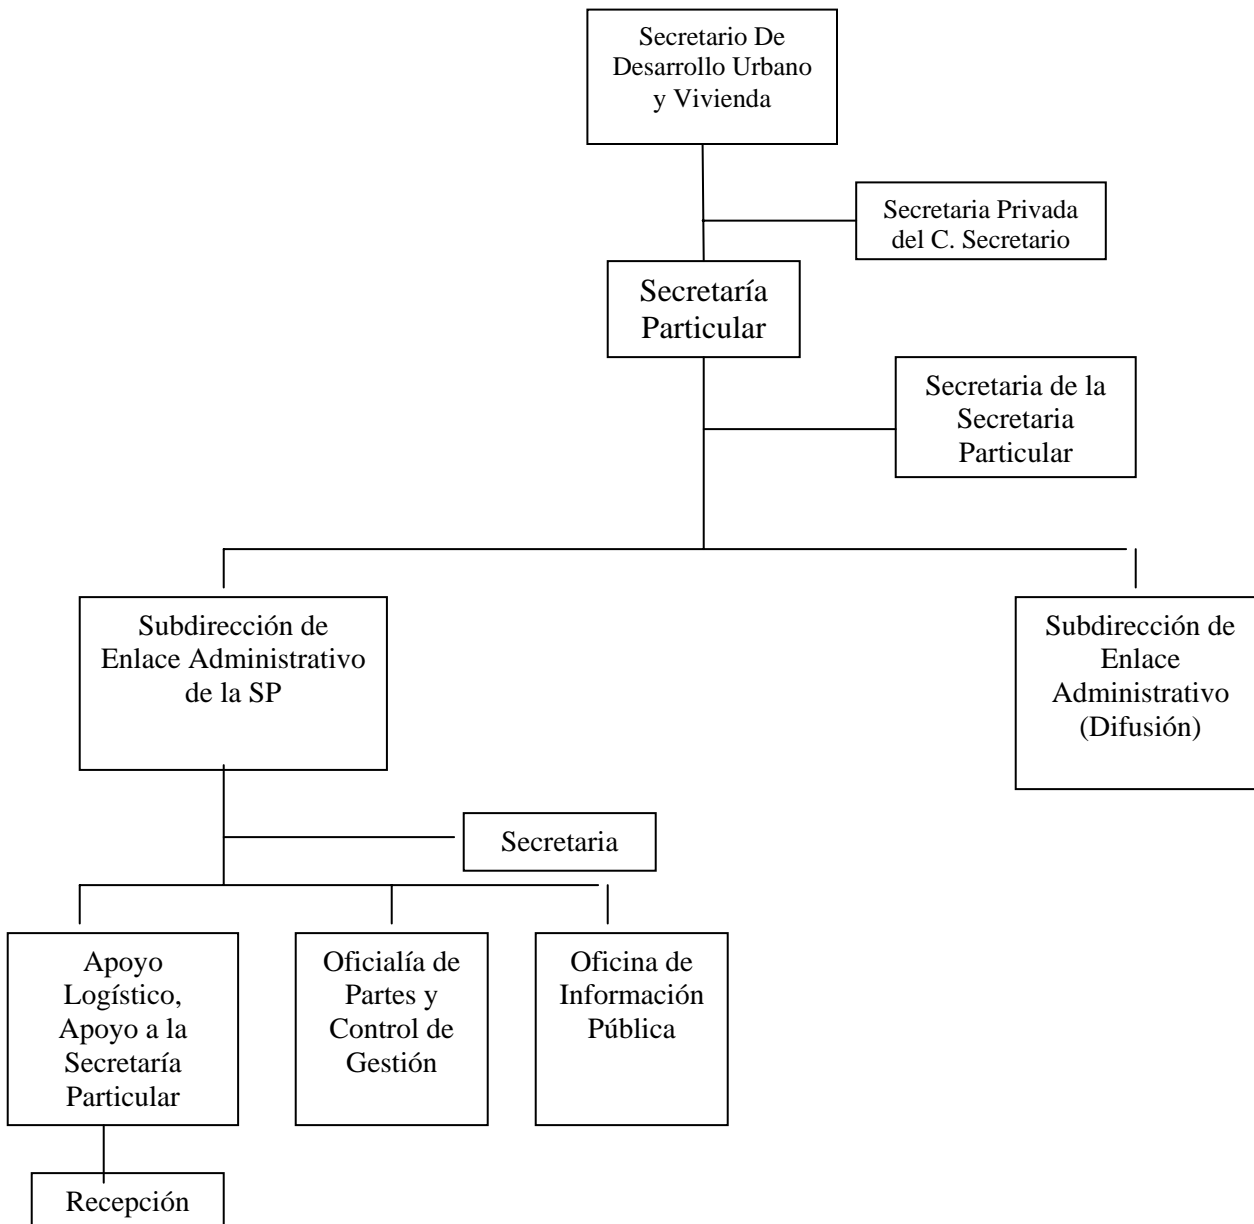 Secretario De
Desarrollo Urbano
y Vivienda
Secretaria Privada
del C. Secretario
Secretaría
Particular
Secretaria de la
Secretaria
Particular
Subdirección de
Enlace Administrativo
de la SP
Subdirección de
Enlace
Administrativo
(Difusión)
Secretaria
Apoyo
Logístico,
Apoyo a la
Secretaría
Particular
Oficialía de
Partes y
Control de
Gestión
Oficina de
Información
Pública
Recepción